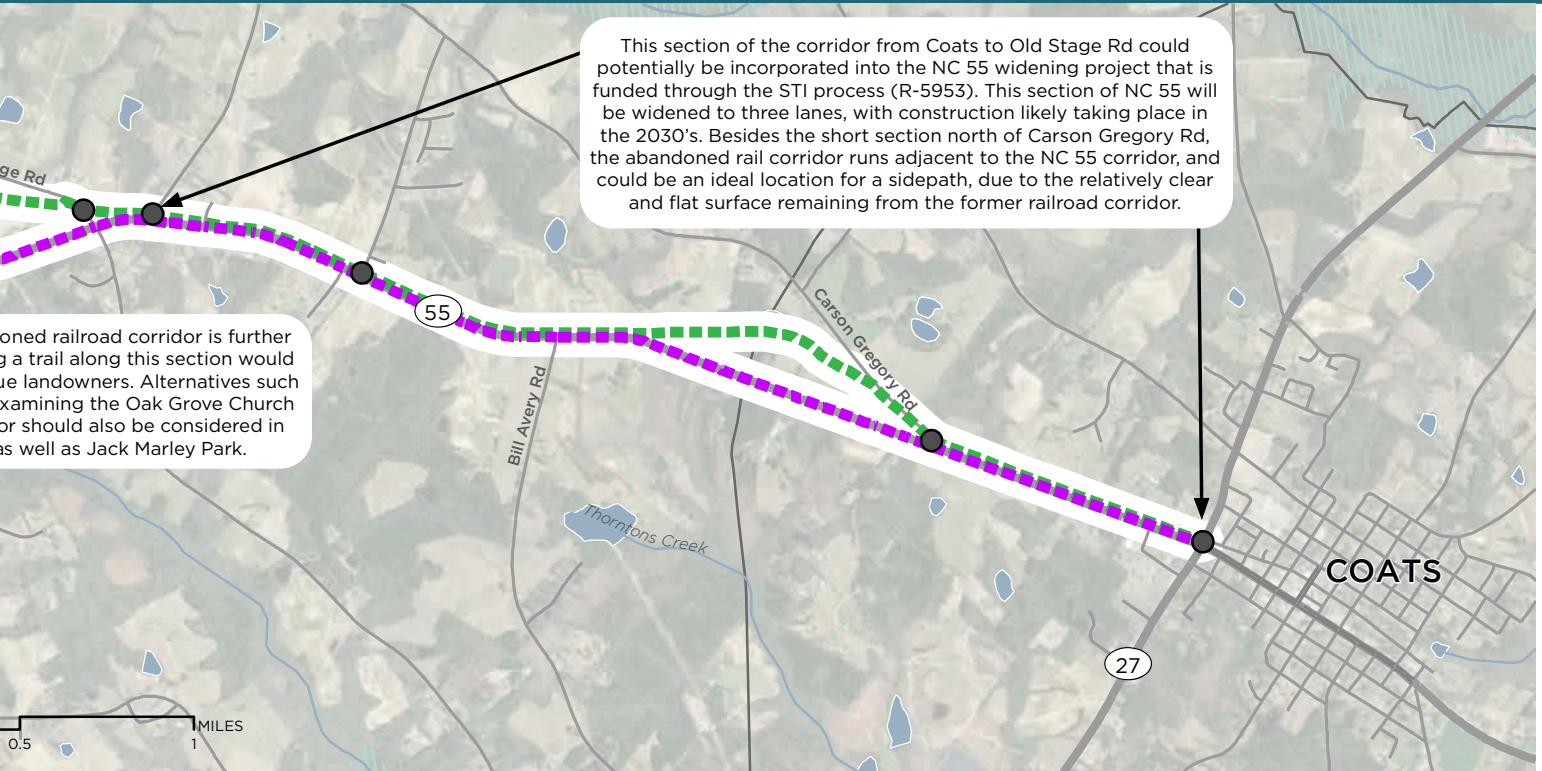 This section of the corridor from Coats to Old Stage Rd could
potentially be incorporated into the NC 55 widening project that is
funded through the STI process (R-5953). This section of NC 55 will
be widened to three lanes, with construction likely taking place in
the 2030's. Besides the short section north of Carson Gregory Rd,
the abandoned rail corridor runs adjacent to the NC 55 corridor, and
could be an ideal location for a sidepath, due to the relatively clear
and flat surface remaining from the former railroad corridor.
ge Rd
55
oned railroad corridor is further
g a trail along this section would
ue landowners. Alternatives such
xamining the Oak Grove Church
or should also be considered in
as well as Jack Marley Park.
Carson Gregory Rd
Bill Avery Rd
Thorntons Creek
COATS
27
MILES
0.5
1